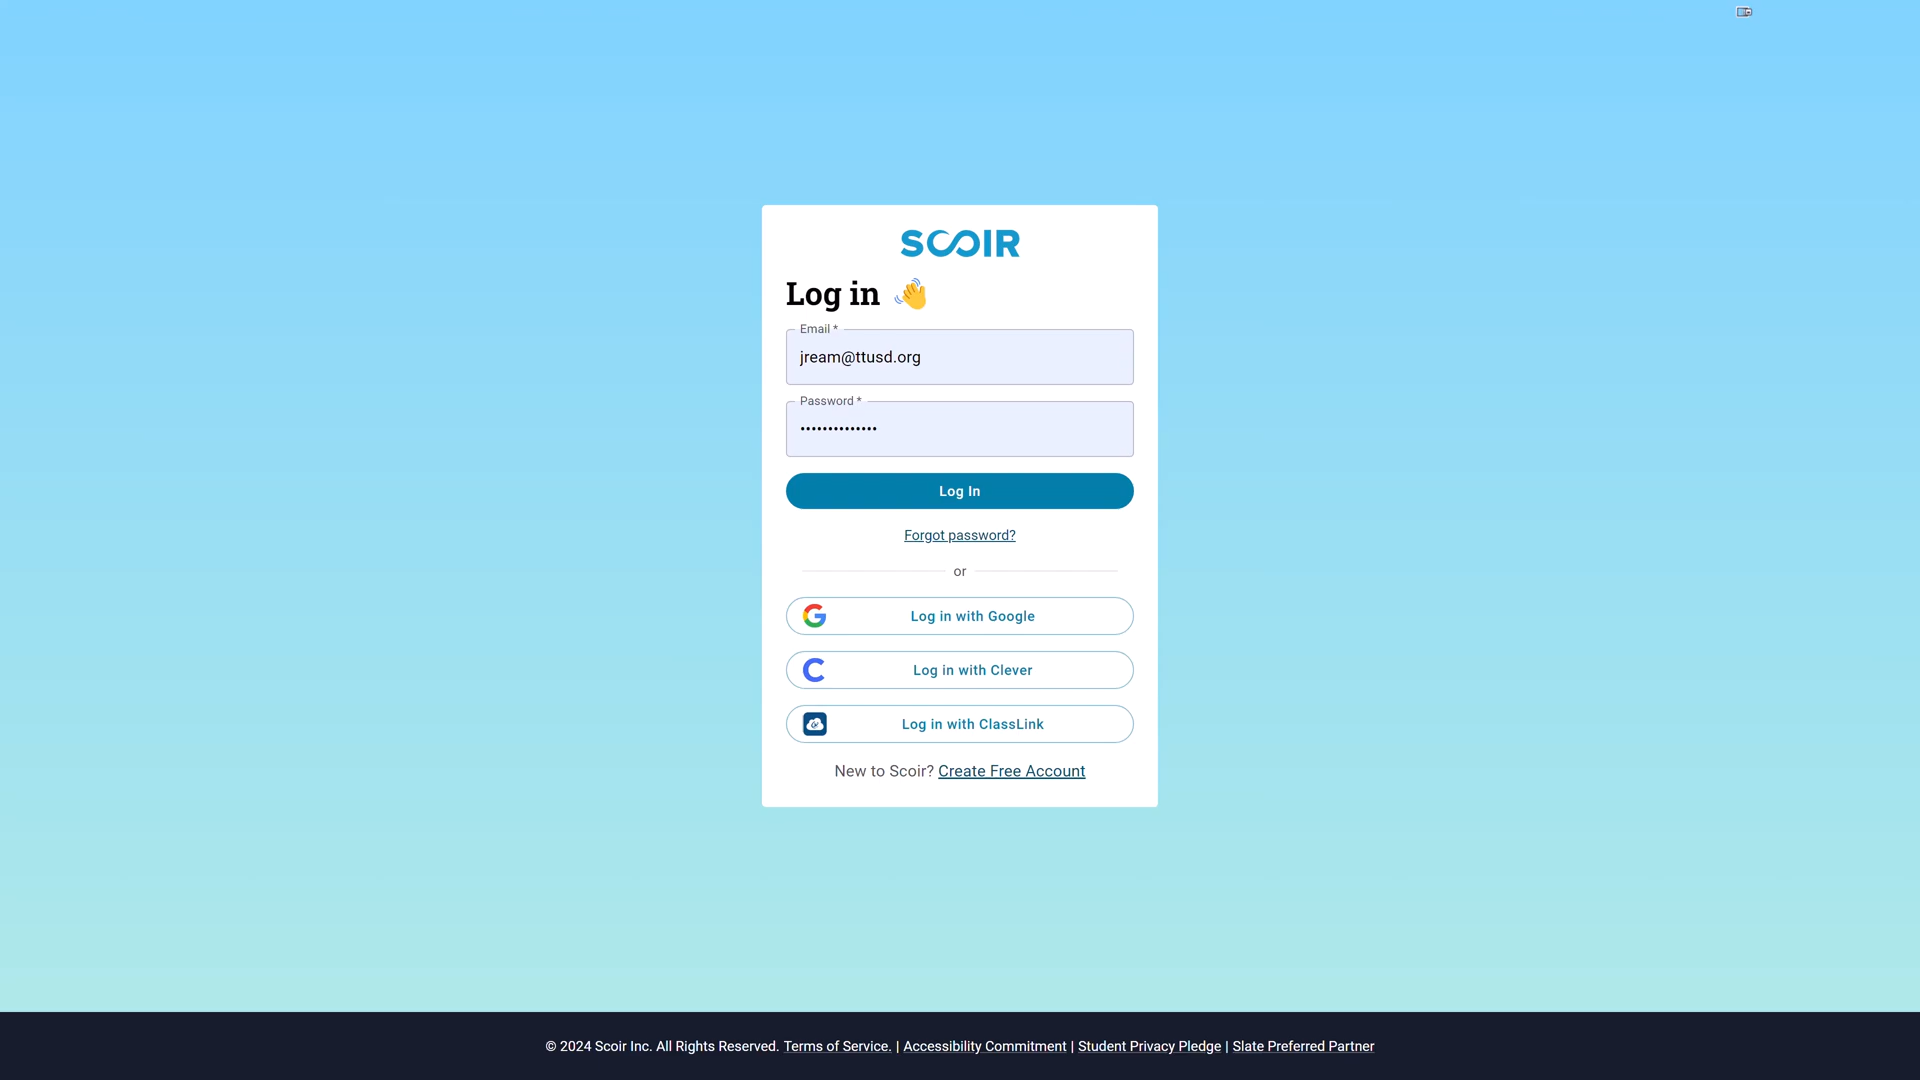 SCOIR
Log in
Email *
jream@ttusd.org
Password *
••••••••••••••
Log In
Forgot password?
or
Log in with Google
Log in with Clever
Log in with ClassLink
New to Scoir? Create Free Account
© 2024 Scoir Inc. All Rights Reserved. Terms of Service. | Accessibility Commitment | Student Privacy Pledge | Slate Preferred Partner